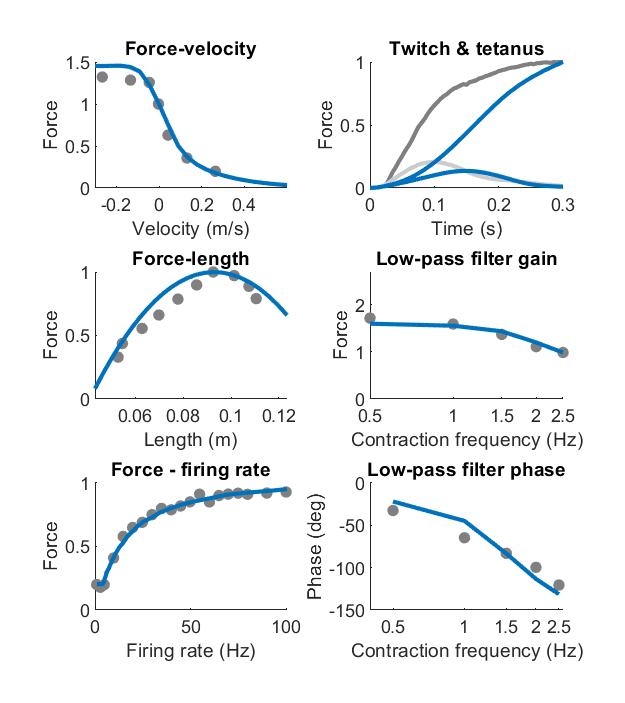 Force-velocity
1.5
1
0.5
0
Force
-0.2 0 0.2 0.4
Velocity (m/s)
Twitch & tetanus
1
0.5
0
Force
0 0.1 0.2 0.3
Time (s)
Force-length
1
0.5
0
Force
0.06 0.08 0.1 0.12
Length (m)
Low-pass filter gain
2
1
0
Force
0.5 1 1.5 2 2.5
Contraction frequency (Hz)
Force - firing rate
1
0.5
0
Force
0 50 100
Firing rate (Hz)
Low-pass filter phase
0
-50
-100
-150
Phase (deg)
0.5 1 1.5 2 2.5
Contraction frequency (Hz)